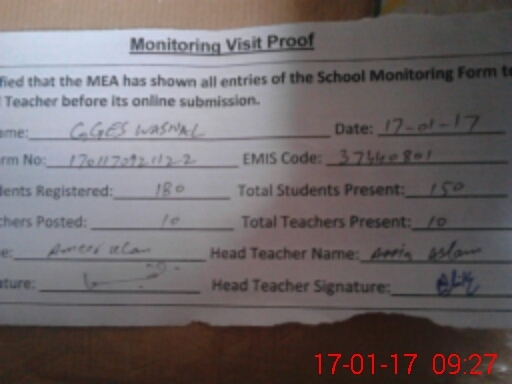 Monitoring Visit Proof
fied that the MEA has shown all entries of the School Monitoring Form t
Teacher before its online submission.
ame: GGES WASNAL Date: 17-01-17
rm No: EMIS Code: 37340801
dents Registered: 180 Total Students Present: 150
chers Posted: 10 Total Teachers Present: 10
e: Head Teacher Name: Aslam
ature: Head Teacher Signature:
17-01-17 09:27